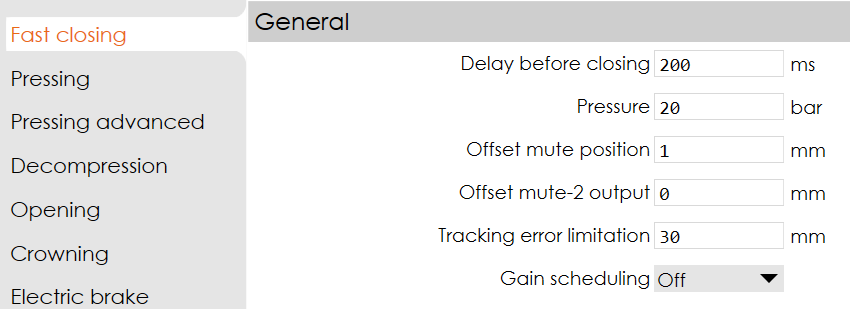 Fast closing
Pressing
Pressing advanced
Decompression
Opening
Crowning
Electric brake
General
Delay before closing 200 ms
Pressure 20 bar
Offset mute position 1 mm
Offset mute-2 output 0 mm
Tracking error limitation 30 mm
Gain scheduling Off